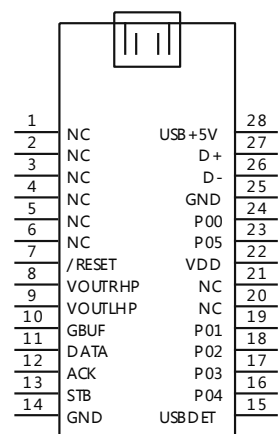 1 NC USB+5V 28
2 NC D+ 27
3 NC D- 26
4 NC GND 25
5 NC P00 24
6 NC P05 23
7 /RESET VDD 22
8 VOUTRHP NC 21
9 VOUTLHP NC 20
10 GBUF P01 19
11 DATA P02 18
12 ACK P03 17
13 STB P04 16
14 GND USBDET 15